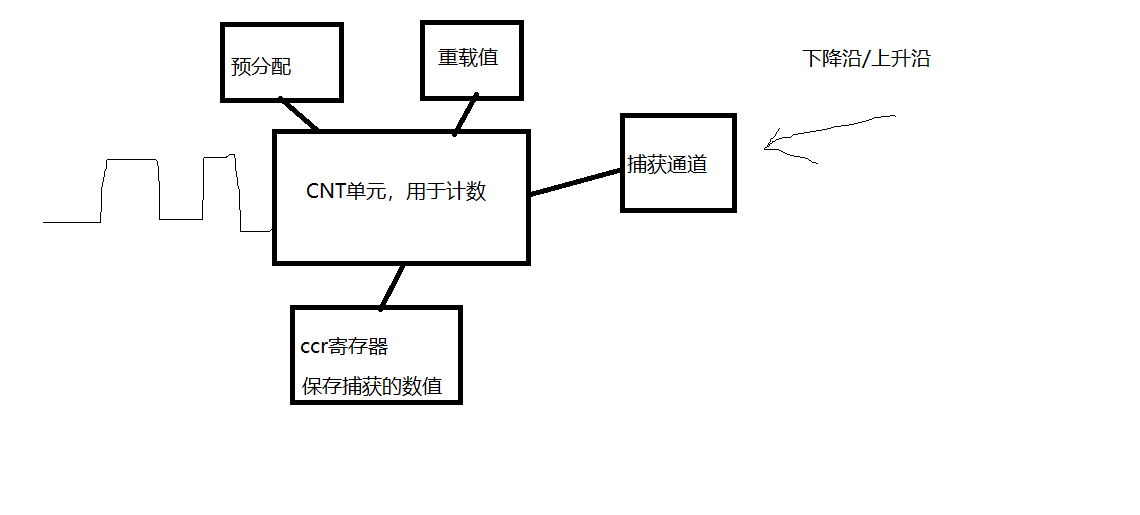 预分配
重载值
下降沿/上升沿
捕获通道
CNT单元，用于计数
ccr寄存器
保存捕获的数值